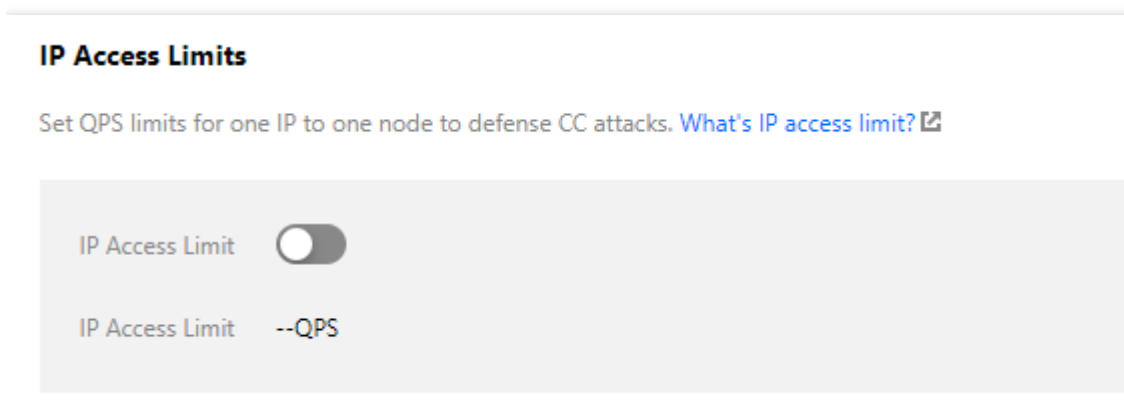 IP Access Limits
Set QPS limits for one IP to one node to defense CC attacks. What's IP access limit?
IP Access Limit
IP Access Limit --QPS